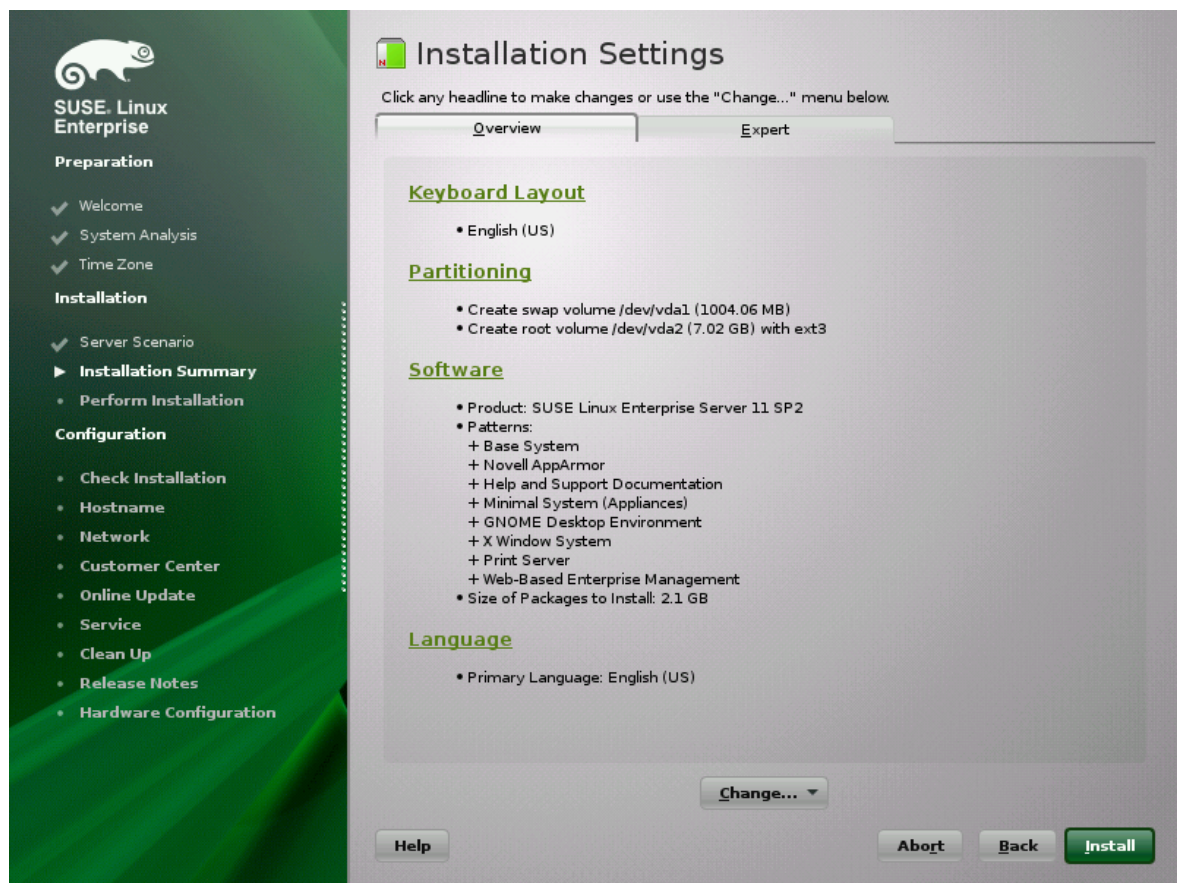 SUSE. Linux
Enterprise
Preparation
Welcome
System Analysis
Time Zone
Installation
Server Scenario
Installation Summary
Perform Installation
Configuration
Check Installation
Hostname
Network
Customer Center
Online Update
Service
Clean Up
Release Notes
Hardware Configuration
N
Installation Settings
Click any headline to make changes or use the "Change..." menu below.
Overview
Expert
Keyboard Layout
• English (US)
Partitioning
• Create swap volume /dev/vda1 (1004.06 MB)
• Create root volume /dev/vda2 (7.02 GB) with ext3
Software
• Product: SUSE Linux Enterprise Server 11 SP2
• Patterns:
+ Base System
+ Novell AppArmor
+ Help and Support Documentation
+ Minimal System (Appliances)
+ GNOME Desktop Environment
+ X Window System
+ Print Server
+ Web-Based Enterprise Management
• Size of Packages to Install: 2.1 GB
Language
• Primary Language: English (US)
Change...
Help
Abort
Back
Install